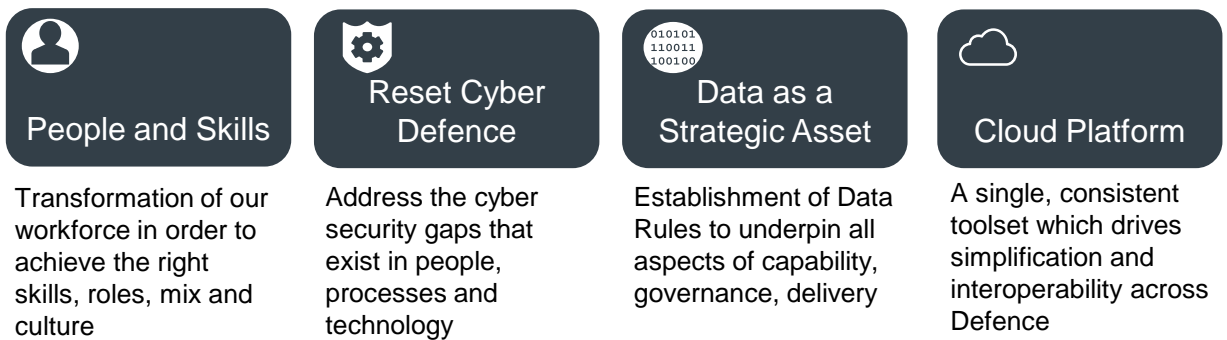 People and Skills
Transformation of our
workforce in order to
achieve the right
skills, roles, mix and
culture
Reset Cyber
Defence
Address the cyber
security gaps that
exist in people,
processes and
technology
010101
110011
100100
Data as a
Strategic Asset
Establishment of Data
Rules to underpin all
aspects of capability,
governance, delivery
Cloud Platform
A single, consistent
toolset which drives
simplification and
interoperability across
Defence